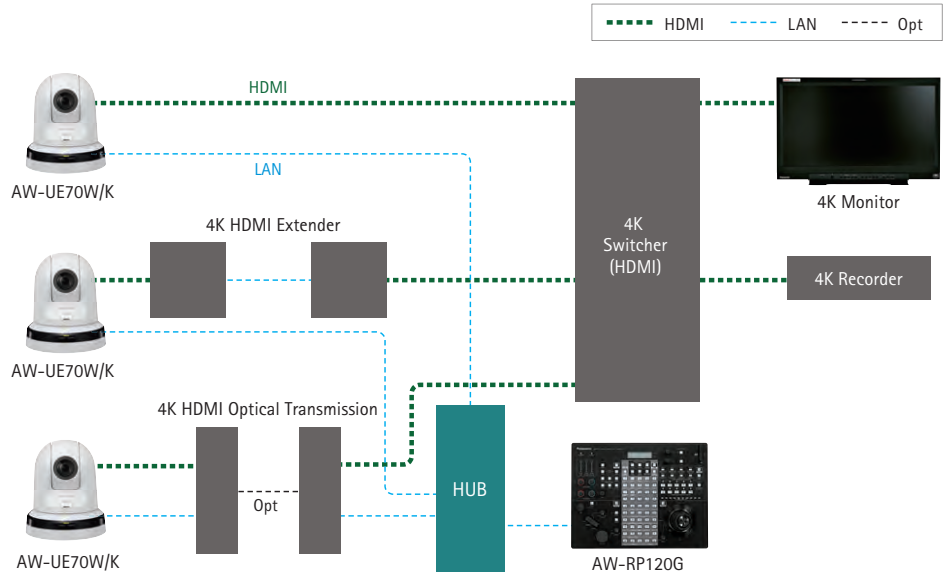 HDMI LAN Opt
HDMI
LAN
AW-UE70W/K
4K Monitor
4K HDMI Extender
4K
Switcher
(HDMI)
4K Recorder
AW-UE70W/K
4K HDMI Optical Transmission
Opt
HUB
AW-UE70W/K
AW-RP120G